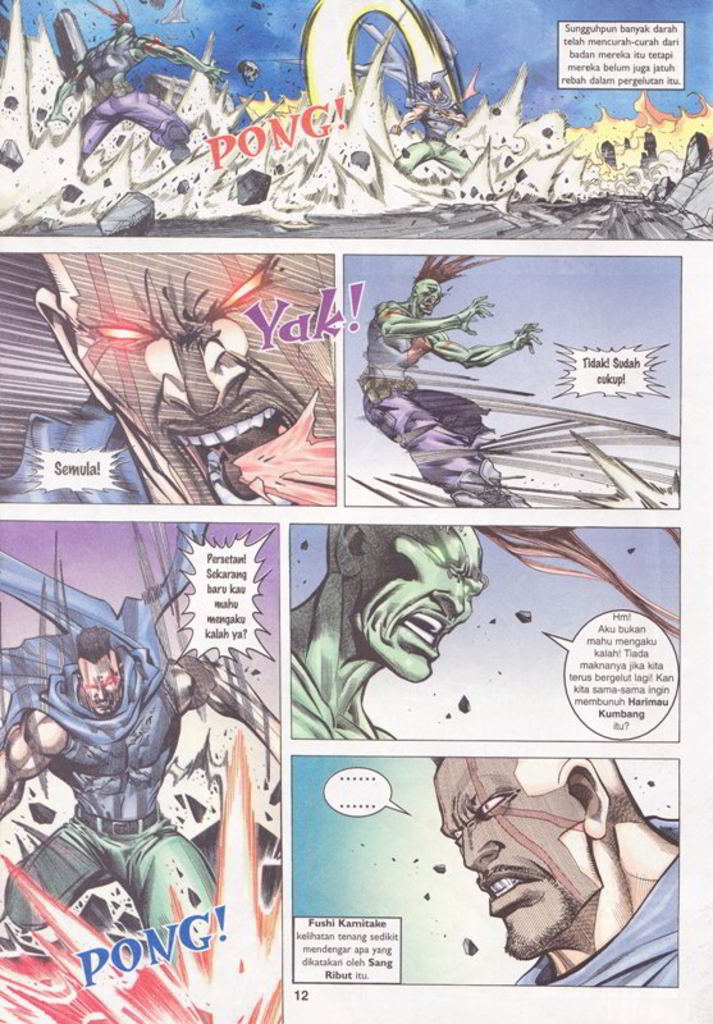 Sungguhpun banyak darah
telah mencurah-curah dari
badan mereka itu tetapi
mereka belum juga jatuh
rebah dalam pergelutan itu.
PONG!
Yak!
Semula!
Tidak! Sudah
cukup!
Persetan!
Sekarang
baru kau
mahu
mengaku
kalah ya?
PONG!
Hm!
Aku bukan
mahu mengaku
kalah! Tiada
maknanya jika kita
terus bergelut lagi! Kan
kita sama-sama ingin
membunuh Harimau
Kumbang
itu?
......
......
Fushi Kamitake
kelihatan tenang sedikit
mendengar apa yang
dikatakan oleh Sang
Ribut itu.
12